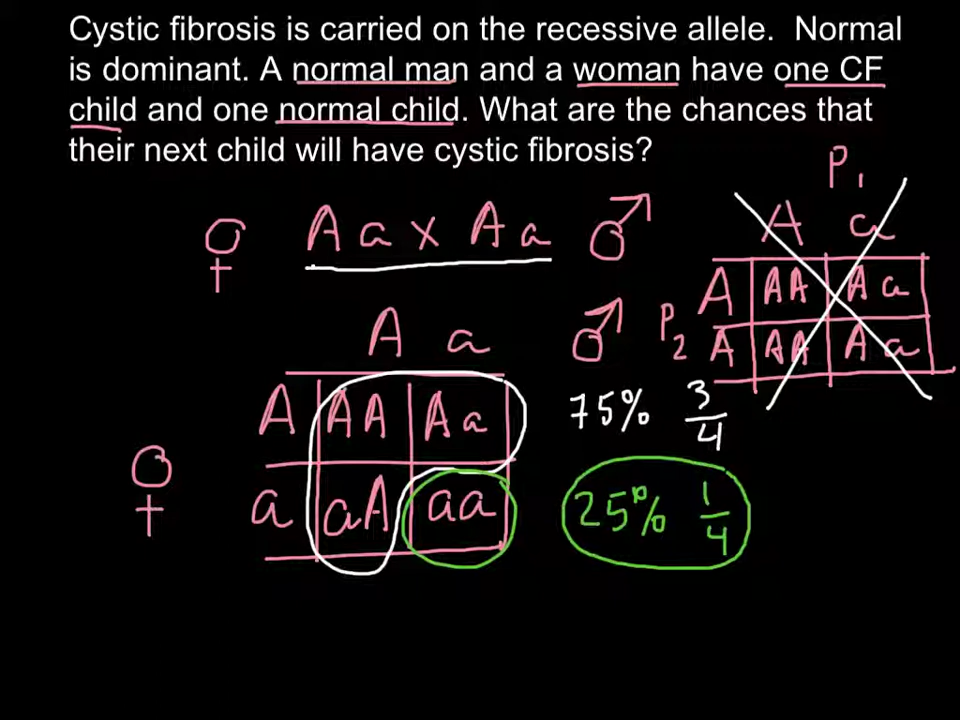 Cystic fibrosis is carried on the recessive allele. Normal
is dominant. A normal man and a woman have one CF
child and one normal child. What are the chances that
their next child will have cystic fibrosis?
P1
A a
♀ Aa x Aa ♂
A AA Aa
P2 A AA Aa
A a ♂
A AA Aa 75% 3/4
♀ a aA aa 25% 1/4